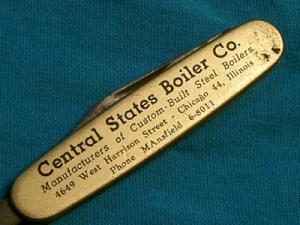 Central States Boiler Co.
Manufacturers of Custom-Built Steel Boilers
4649 West Harrison Street - Chicago 44, Illinois
Phone MAnsfield 6-8011